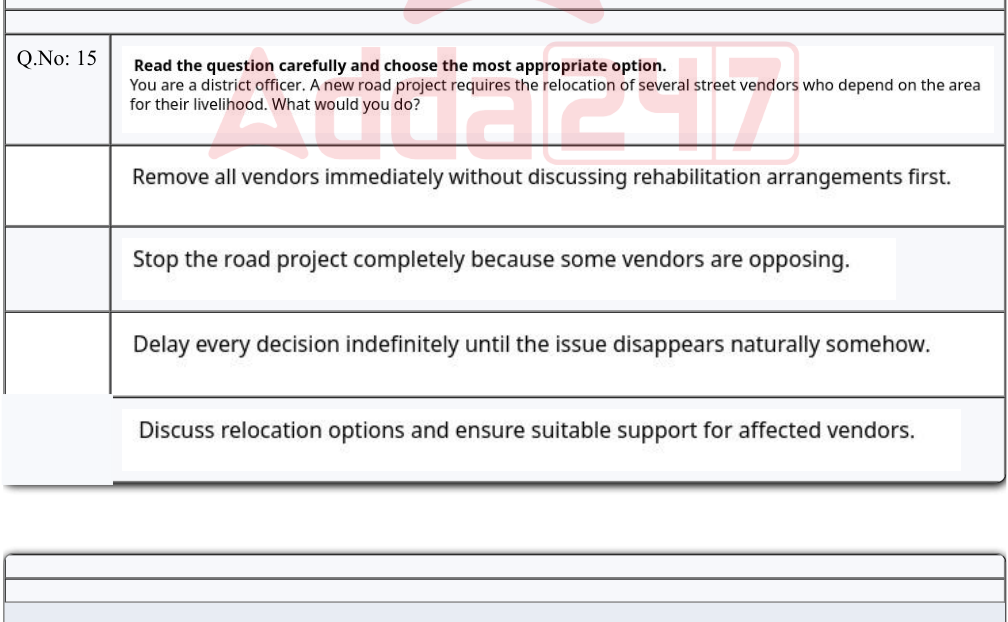 Q.No: 15
Read the question carefully and choose the most appropriate option.
You are a district officer. A new road project requires the relocation of several street vendors who depend on the area
for their livelihood. What would you do?
Adda247
Remove all vendors immediately without discussing rehabilitation arrangements first.
Stop the road project completely because some vendors are opposing.
Delay every decision indefinitely until the issue disappears naturally somehow.
Discuss relocation options and ensure suitable support for affected vendors.